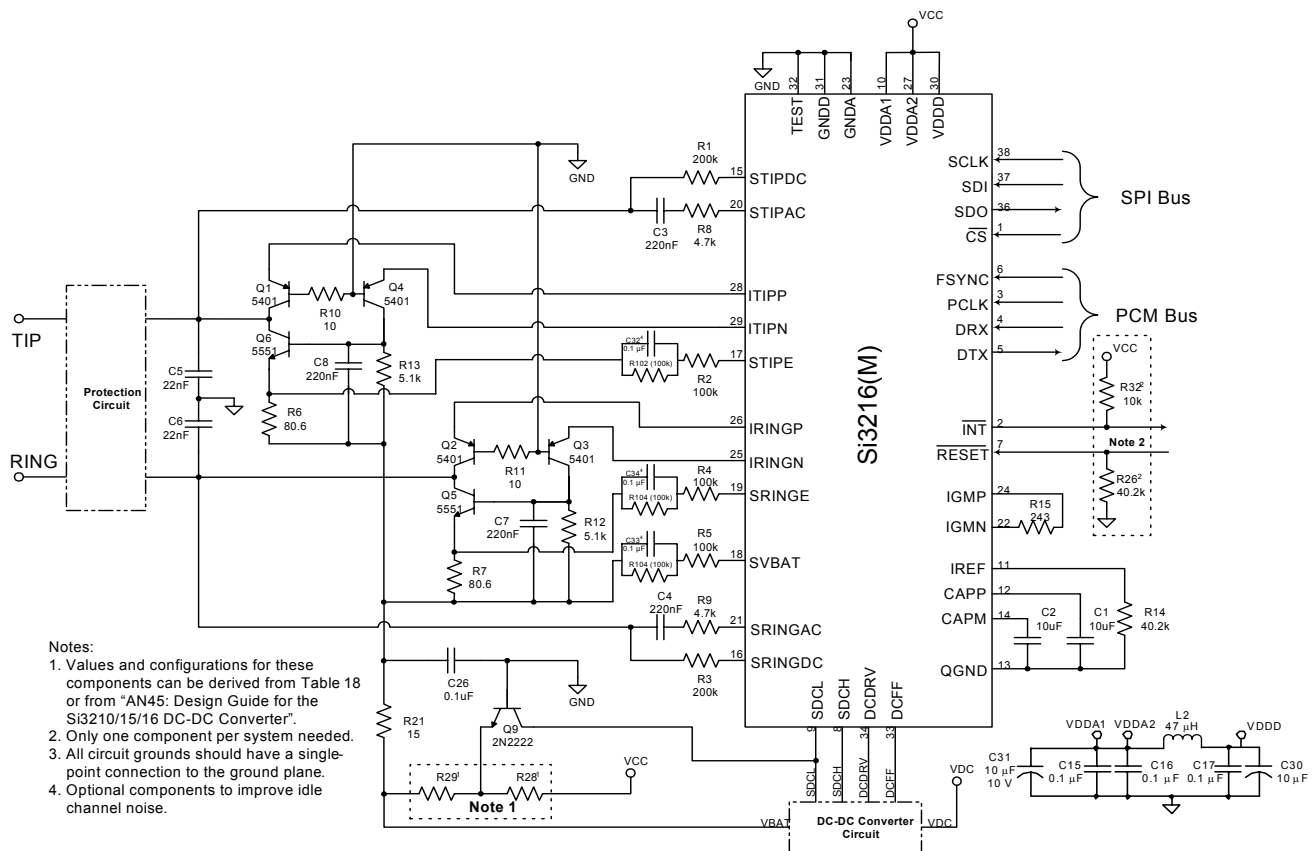 VCC
GND
32
31
23
10
27
30
TEST
GNDD
GNDA
VDDA1
VDDA2
VDDD
R1
200k
15
STIPDC
20
STIPAC
C3
220nF
R8
4.7k
GND
SCLK
38
SDI
37
SDO
36
CS
1
SPI Bus
FSYNC
6
PCLK
3
DRX
4
DTX
5
PCM Bus
Q1
5401
R10
10
Q4
5401
28
ITIPP
29
ITIPN
TIP
Q6
5551
C8
220nF
R13
5.1k
C32⁴
0.1 µF
R102 (100k)
17
STIPE
R2
100k
C5
22nF
Protection
Circuit
C6
22nF
R6
80.6
Si3216(M)
VCC
R32²
10k
INT
2
Note 2
RESET
7
R26²
40.2k
RING
Q2
5401
R11
10
Q3
5401
26
IRINGP
25
IRINGN
Q5
5551
C7
220nF
R12
5.1k
C34⁴
0.1 µF
R104 (100k)
R4
100k
19
SRINGE
IGMP
24
R15
243
IGMN
22
R7
80.6
C33⁴
0.1 µF
R104 (100k)
R5
100k
18
SVBAT
IREF
11
CAPP
12
CAPM
14
C2
10uF
C1
10uF
R14
40.2k
QGND
13
C4
220nF
R9
4.7k
21
SRINGAC
16
SRINGDC
R3
200k
Notes:
1. Values and configurations for these
components can be derived from Table 18
or from “AN45: Design Guide for the
Si3210/15/16 DC-DC Converter”.
2. Only one component per system needed.
3. All circuit grounds should have a single-
point connection to the ground plane.
4. Optional components to improve idle
channel noise.
C26
0.1uF
GND
R21
15
Q9
2N2222
R29¹
R28¹
VCC
Note 1
SDCL
SDCH
DCDRV
DCFF
9
8
34
33
SDCL
SDCH
DCDRV
DCFF
VBAT
DC-DC Converter
Circuit
VDC
VDC
VDDA1
VDDA2
L2
47 µH
VDDD
C31
10 µF
10 V
C15
0.1 µF
C16
0.1 µF
C17
0.1 µF
C30
10 µF